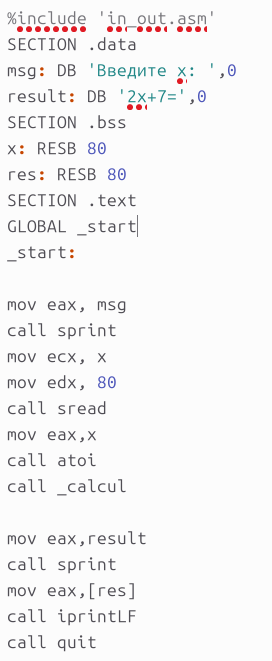 %include 'in_out.asm'
SECTION .data
msg: DB 'Введите x: ',0
result: DB '2x+7=',0
SECTION .bss
x: RESB 80
res: RESB 80
SECTION .text
GLOBAL _start
_start:
mov eax, msg
call sprint
mov ecx, x
mov edx, 80
call sread
mov eax,x
call atoi
call _calcul
mov eax,result
call sprint
mov eax,[res]
call iprintLF
call quit